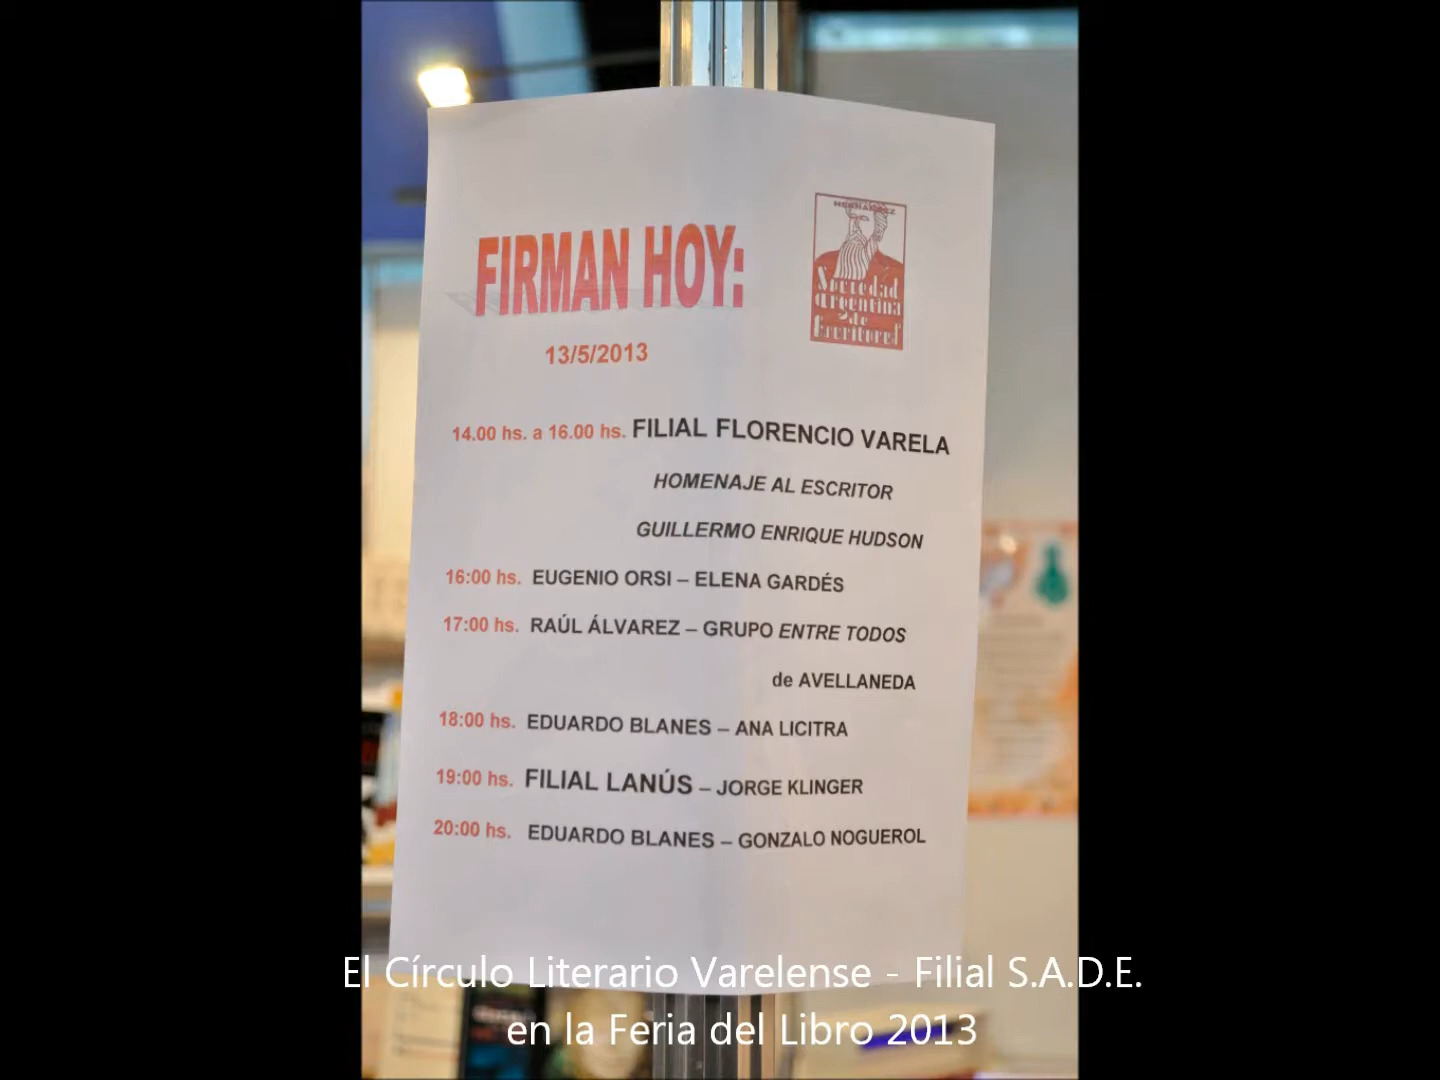 FIRMAN HOY:
HERNANDEZ
Sociedad
argentina
de
Escritores
13/5/2013
14.00 hs. a 16.00 hs. FILIAL FLORENCIO VARELA
HOMENAJE AL ESCRITOR
GUILLERMO ENRIQUE HUDSON
16:00 hs. EUGENIO ORSI – ELENA GARDÉS
17:00 hs. RAÚL ÁLVAREZ – GRUPO ENTRE TODOS
de AVELLANEDA
18:00 hs. EDUARDO BLANES – ANA LICITRA
19:00 hs. FILIAL LANÚS – JORGE KLINGER
20:00 hs. EDUARDO BLANES – GONZALO NOGUEROL
El Círculo Literario Varelense - Filial S.A.D.E.
en la Feria del Libro 2013